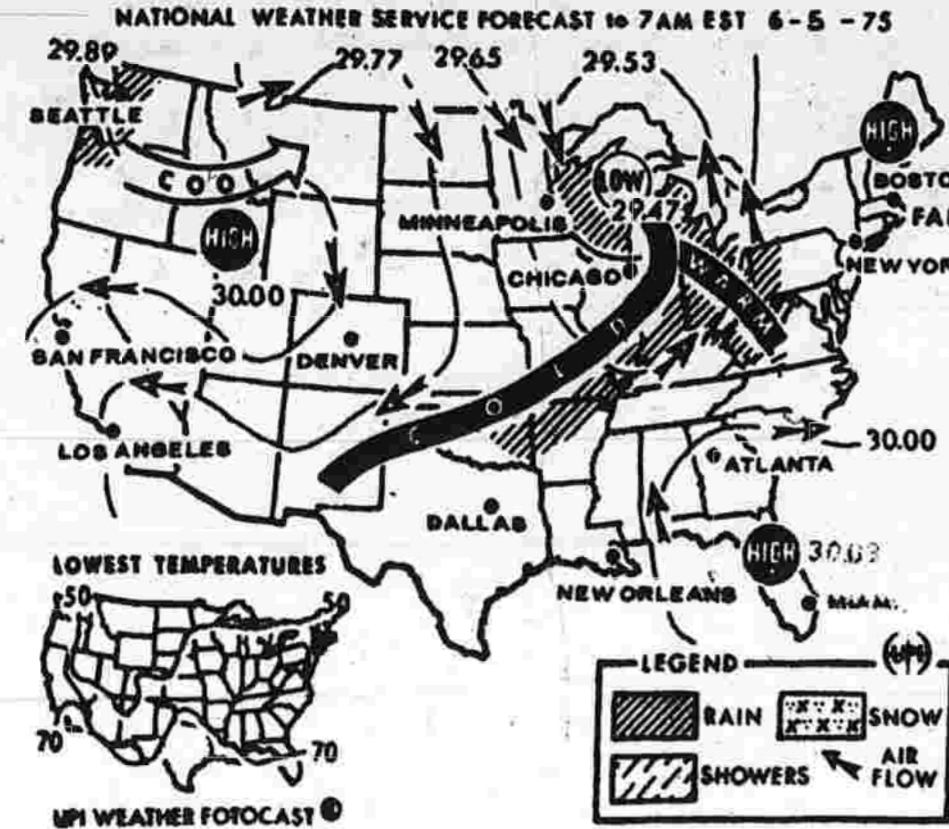 NATIONAL WEATHER SERVICE FORECAST to 7AM EST 6-5-75
29.89
29.77
29.65
29.53
SEATTLE
HIGH
COOL
LOW
BOSTO
FA
MINNEAPOLIS
29.47
HIGH
CHICAGO
WARM
NEW YOR
30.00
SAN FRANCISCO
DENVER
COLD
LOS ANGELES
ATLANTA
30.00
DALLAS
HIGH
LOWEST TEMPERATURES
NEW ORLEANS
50
50
LEGEND
UPI
RAIN
SNOW
70
70
SHOWERS
AIR
FLOW
UPI WEATHER FOTOCAST